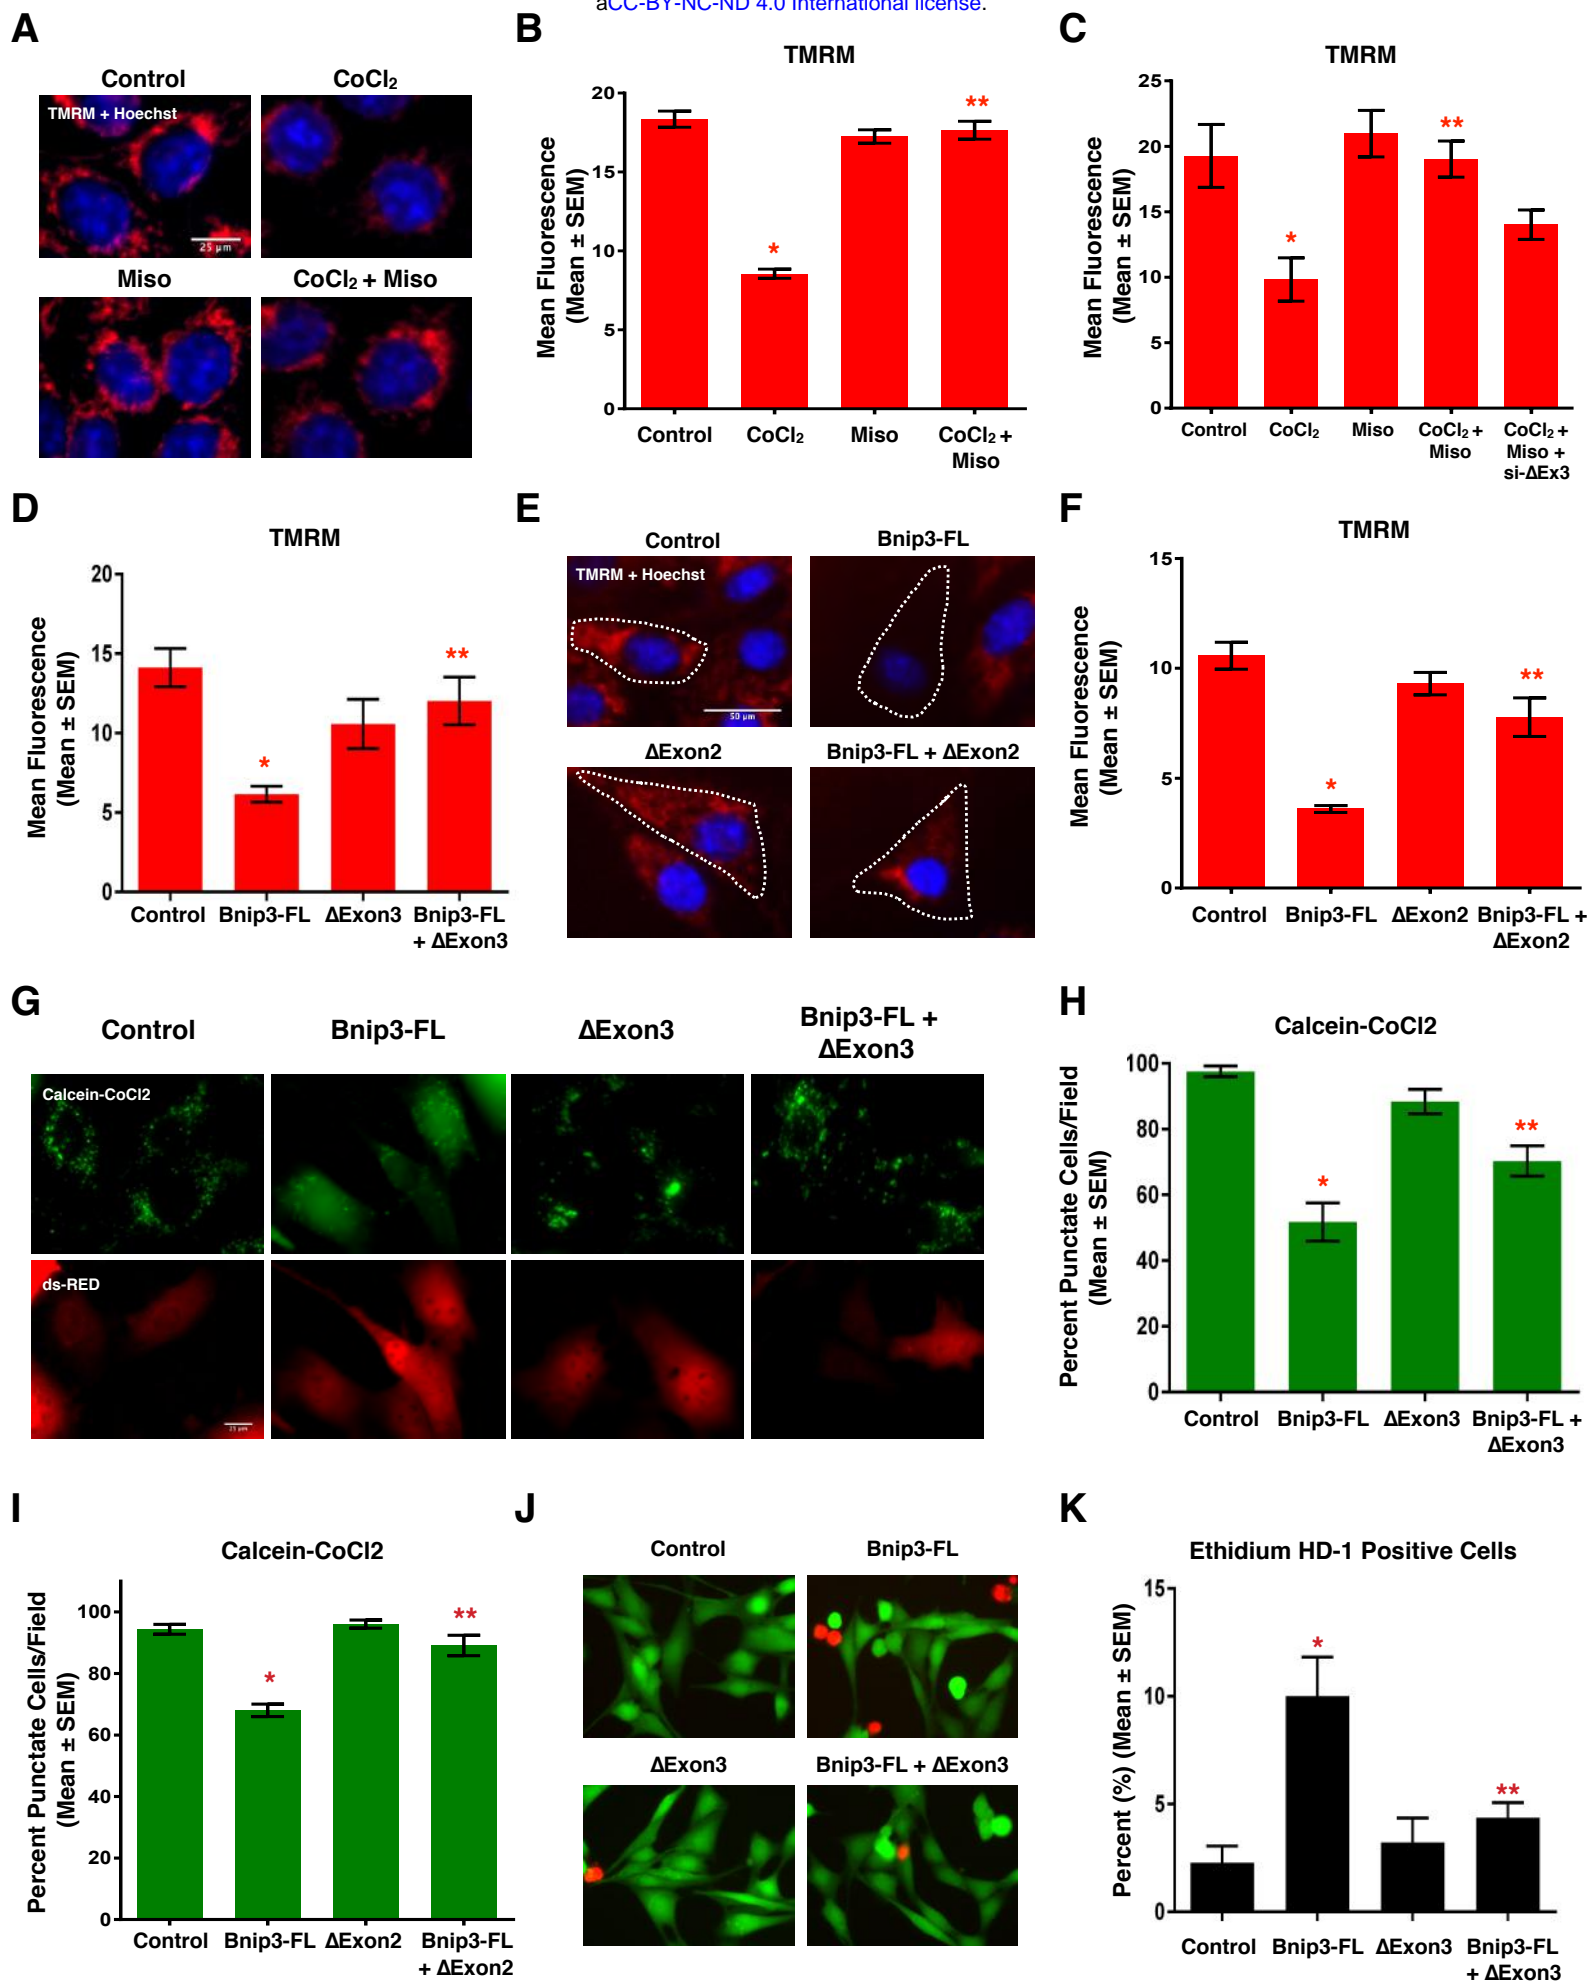 aCC-BY-NC-ND 4.0 International license.
A
Control
CoCl₂
TMRM + Hoechst
25 µm
Miso
CoCl₂ + Miso
B
TMRM
Mean Fluorescence
(Mean ± SEM)
20
15
10
5
0
*
**
Control
CoCl₂
Miso
CoCl₂ +
Miso
C
TMRM
Mean Fluorescence
(Mean ± SEM)
25
20
15
10
5
0
*
**
Control
CoCl₂
Miso
CoCl₂ +
Miso
CoCl₂ +
Miso +
si-ΔEx3
D
TMRM
Mean Fluorescence
(Mean ± SEM)
20
15
10
5
0
*
**
Control
Bnip3-FL
ΔExon3
Bnip3-FL
+ ΔExon3
E
Control
Bnip3-FL
TMRM + Hoechst
50 µm
ΔExon2
Bnip3-FL + ΔExon2
F
TMRM
Mean Fluorescence
(Mean ± SEM)
15
10
5
0
*
**
Control
Bnip3-FL
ΔExon2
Bnip3-FL +
ΔExon2
G
Control
Bnip3-FL
ΔExon3
Bnip3-FL +
ΔExon3
Calcein-CoCl2
ds-RED
25 µm
H
Calcein-CoCl2
Percent Punctate Cells/Field
(Mean ± SEM)
100
80
60
40
20
0
*
**
Control
Bnip3-FL
ΔExon3
Bnip3-FL +
ΔExon3
I
Calcein-CoCl2
Percent Punctate Cells/Field
(Mean ± SEM)
100
80
60
40
20
0
*
**
Control
Bnip3-FL
ΔExon2
Bnip3-FL
+ ΔExon2
J
Control
Bnip3-FL
ΔExon3
Bnip3-FL + ΔExon3
K
Ethidium HD-1 Positive Cells
Percent (%) (Mean ± SEM)
15
10
5
0
*
**
Control
Bnip3-FL
ΔExon3
Bnip3-FL
+ ΔExon3